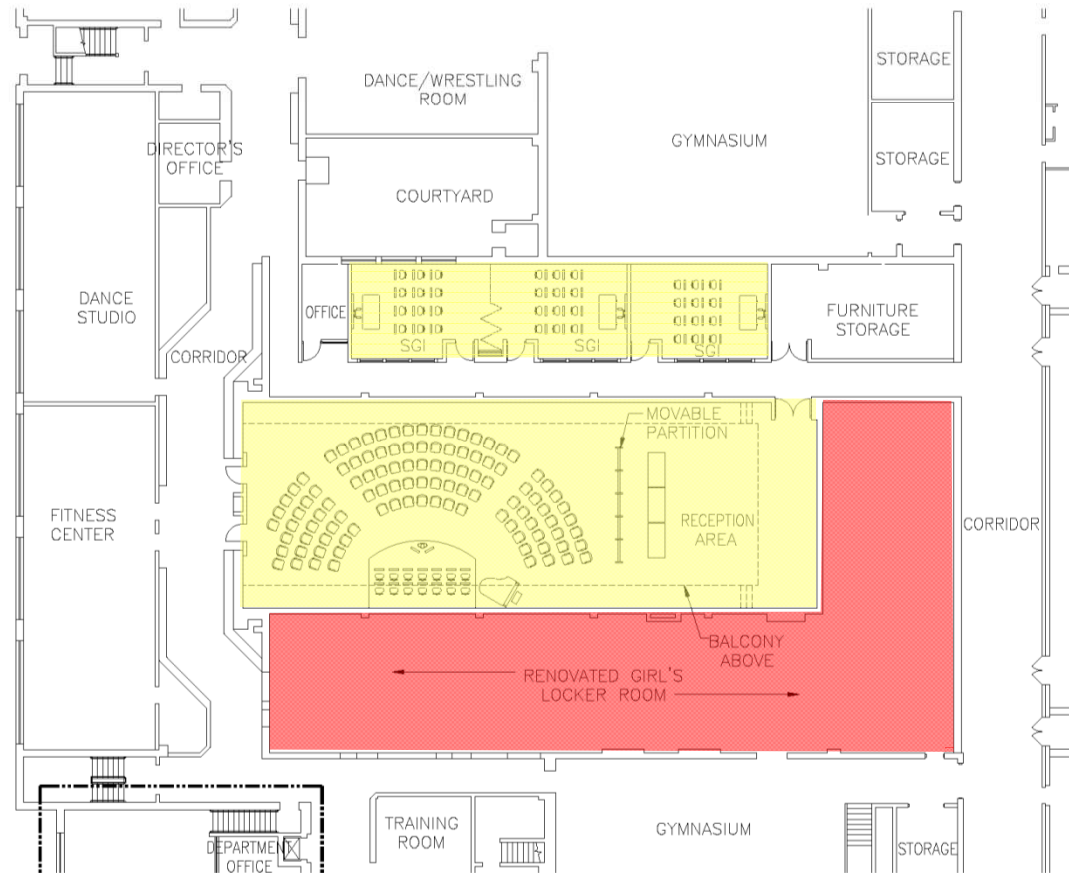 STORAGE
DANCE/WRESTLING
ROOM
GYMNASIUM
DIRECTOR'S
OFFICE
STORAGE
COURTYARD
DANCE
STUDIO
OFFICE
FURNITURE
STORAGE
SGI
SGI
SGI
CORRIDOR
MOVABLE
PARTITION
FITNESS
CENTER
RECEPTION
AREA
CORRIDOR
BALCONY
ABOVE
RENOVATED GIRL'S
LOCKER ROOM
TRAINING
ROOM
GYMNASIUM
DEPARTMENT
OFFICE
STORAGE